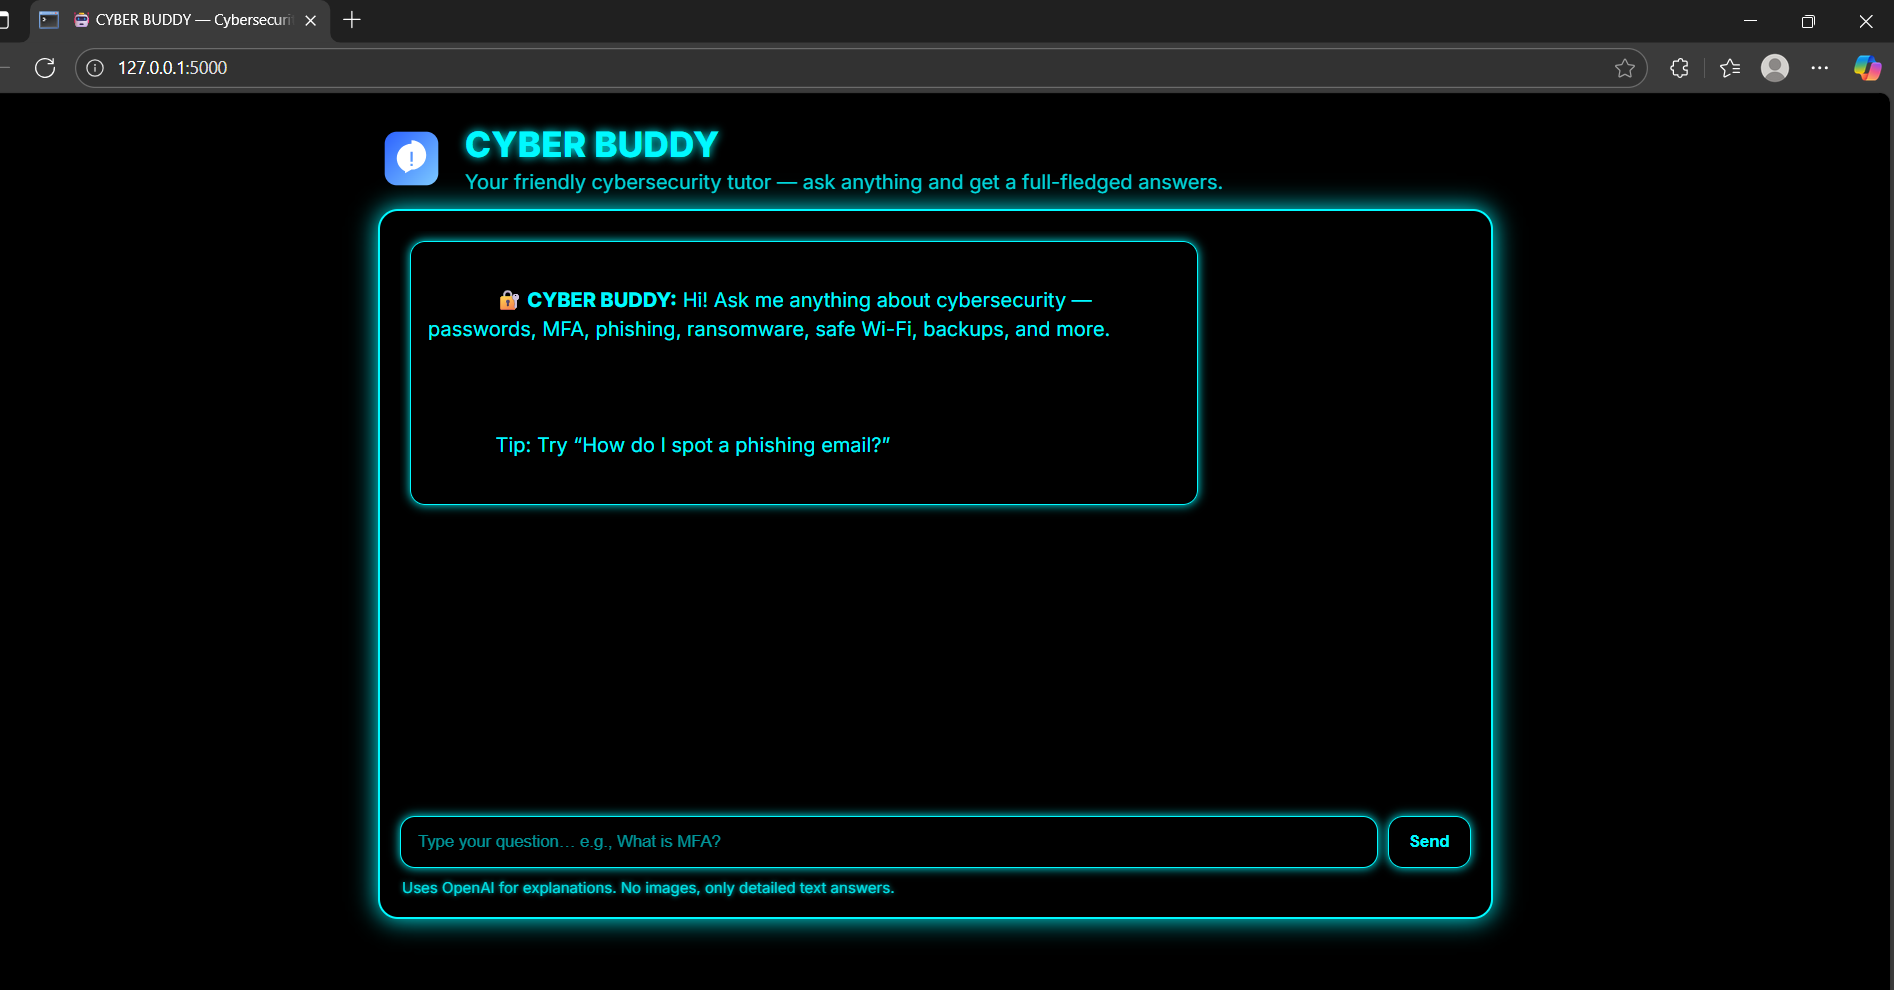 CYBER BUDDY — Cybersecuri
127.0.0.1:5000
CYBER BUDDY
Your friendly cybersecurity tutor — ask anything and get a full-fledged answers.
🔐 CYBER BUDDY: Hi! Ask me anything about cybersecurity —
passwords, MFA, phishing, ransomware, safe Wi-Fi, backups, and more.
Tip: Try “How do I spot a phishing email?”
Type your question… e.g., What is MFA?
Send
Uses OpenAI for explanations. No images, only detailed text answers.